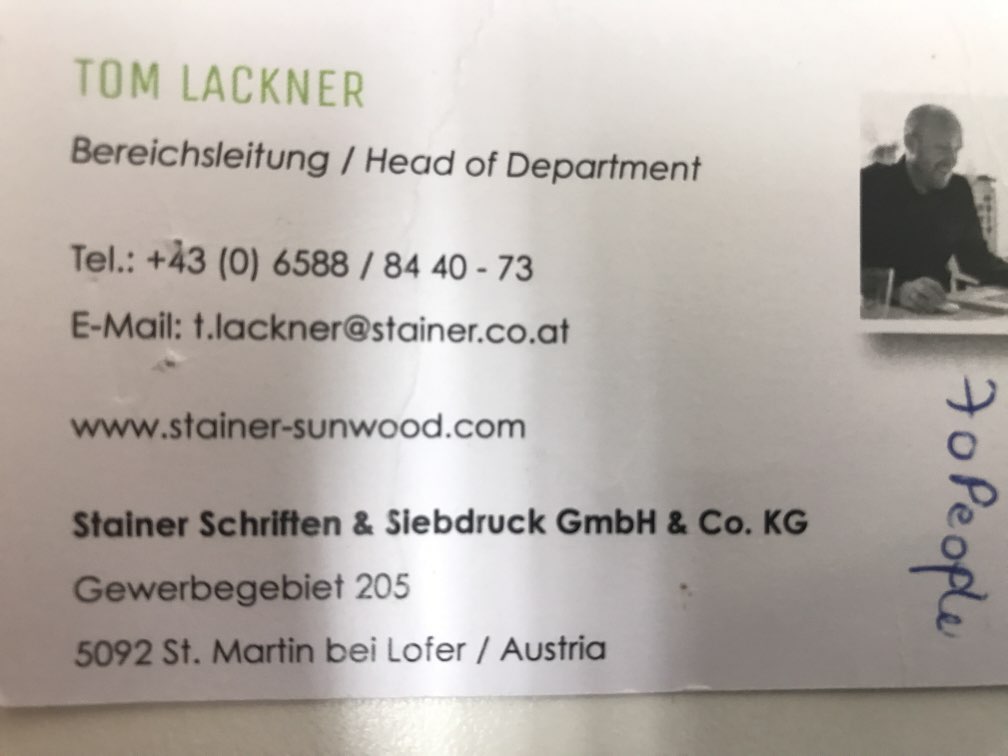 TOM LACKNER
Bereichsleitung / Head of Department
Tel.: +43 (0) 6588 / 84 40 - 73
E-Mail: t.lackner@stainer.co.at
www.stainer-sunwood.com
Stainer Schriften & Siebdruck GmbH & Co. KG
Gewerbegebiet 205
5092 St. Martin bei Lofer / Austria
70 People